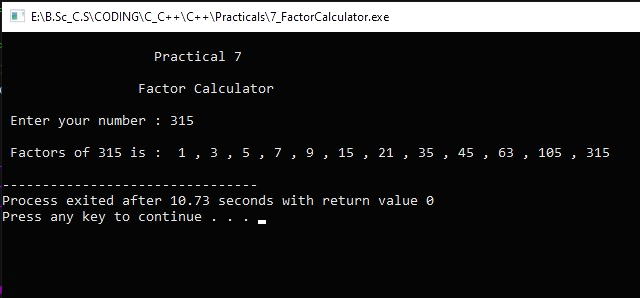 E:\B.Sc_C.S\CODING\C_C++\C++\Practicals\7_FactorCalculator.exe
Practical 7
Factor Calculator
Enter your number : 315
Factors of 315 is :  1 , 3 , 5 , 7 , 9 , 15 , 21 , 35 , 45 , 63 , 105 , 315
--------------------------------
Process exited after 10.73 seconds with return value 0
Press any key to continue . . .